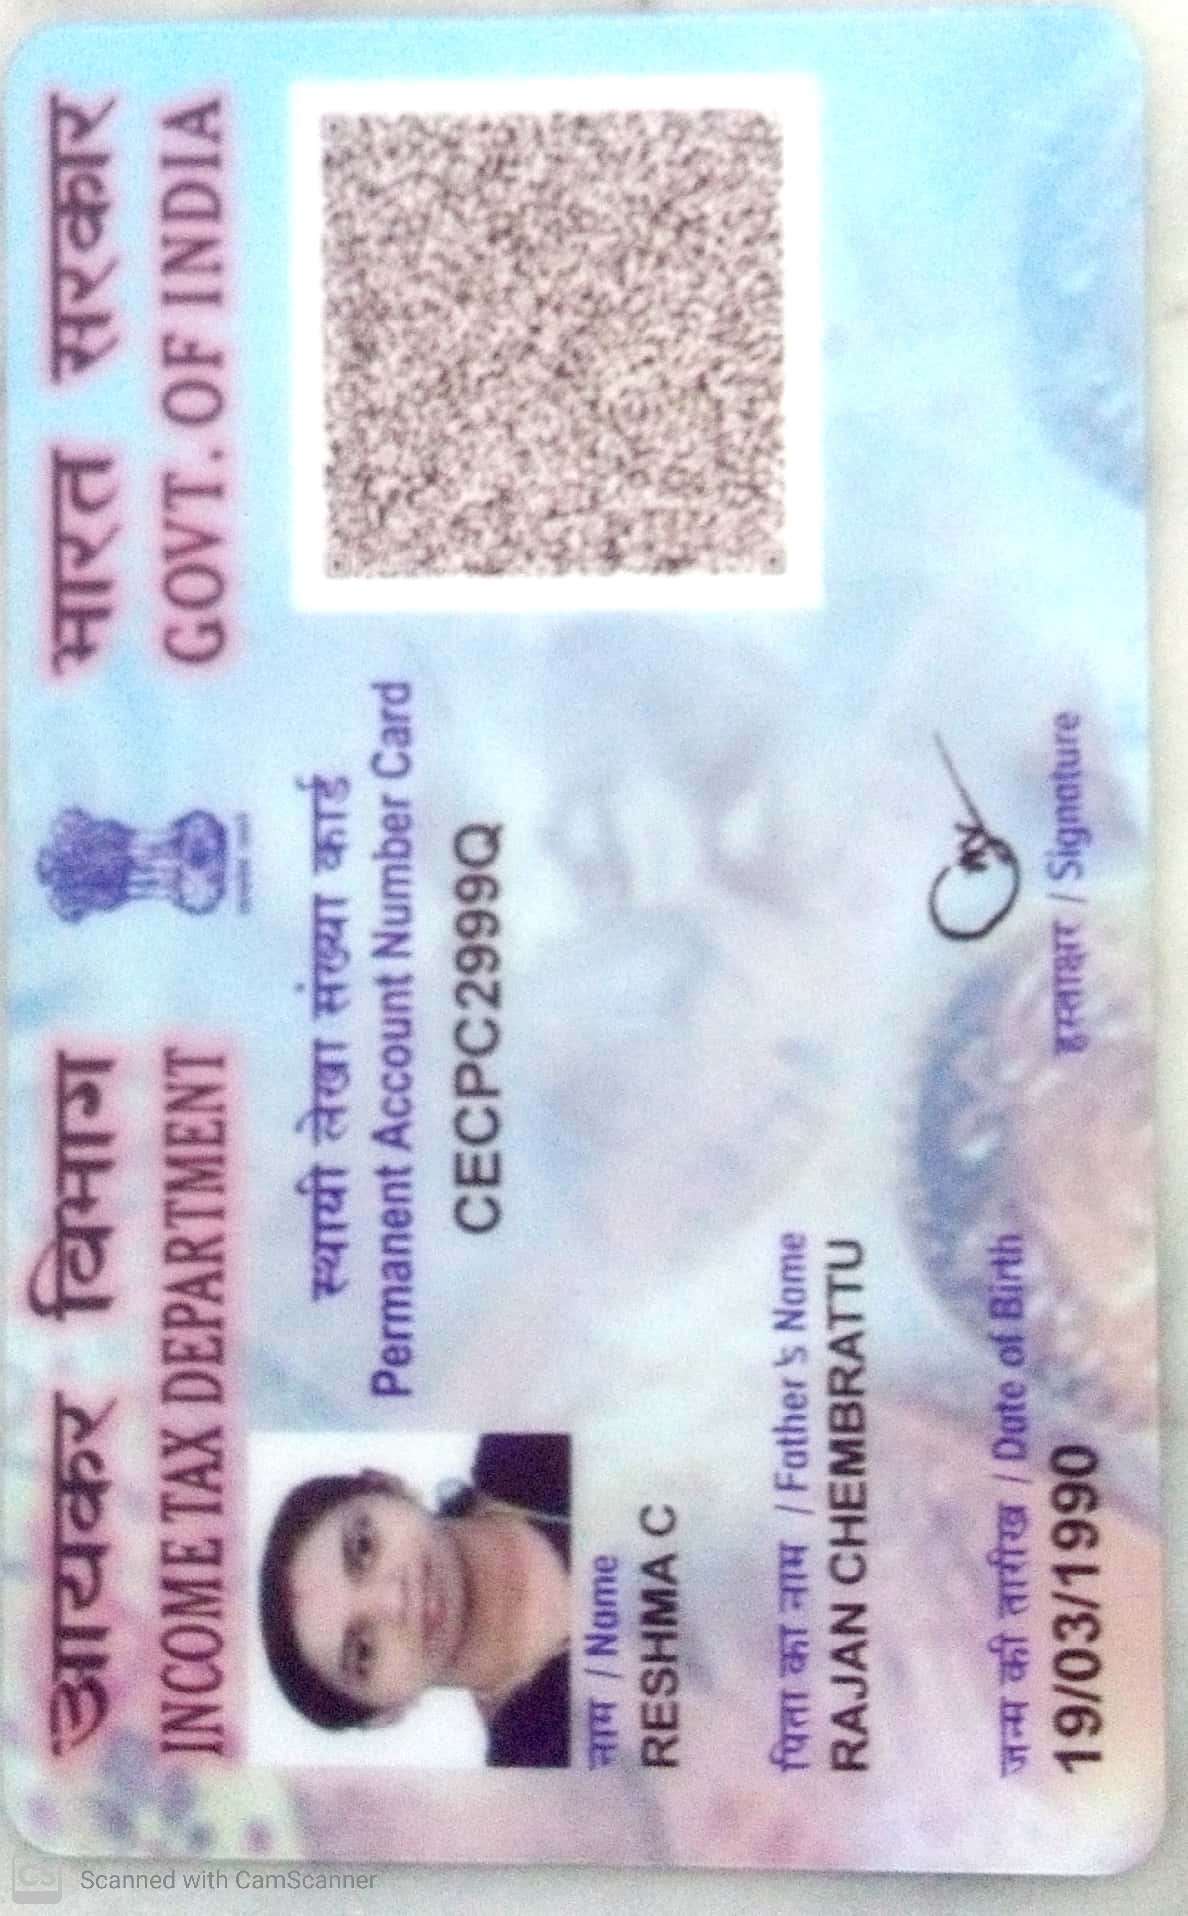 आयकर विभाग
INCOME TAX DEPARTMENT
भारत सरकार
GOVT. OF INDIA
स्थायी लेखा संख्या कार्ड
Permanent Account Number Card
CECPC2999Q
नाम / Name
RESHMA C
पिता का नाम / Father's Name
RAJAN CHEMBRATTU
जन्म की तारीख / Date of Birth
19/03/1990
हस्ताक्षर / Signature
CS Scanned with CamScanner